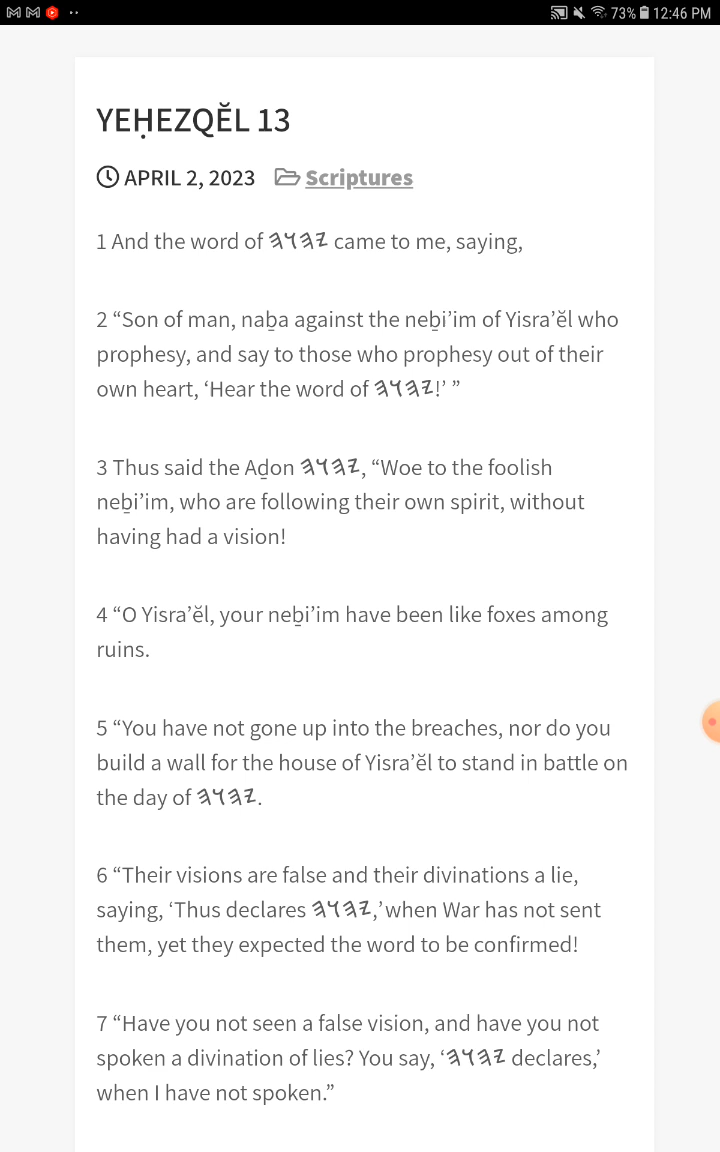 73% 12:46 PM
YEḤEZQĔL 13
APRIL 2, 2023 Scriptures
1 And the word of 𐤉𐤄𐤅𐤄 came to me, saying,
2 “Son of man, naḇa against the neḇi’im of Yisra’ĕl who
prophesy, and say to those who prophesy out of their
own heart, ‘Hear the word of 𐤉𐤄𐤅𐤄!’ ”
3 Thus said the Aḏon 𐤉𐤄𐤅𐤄, “Woe to the foolish
neḇi’im, who are following their own spirit, without
having had a vision!
4 “O Yisra’ĕl, your neḇi’im have been like foxes among
ruins.
5 “You have not gone up into the breaches, nor do you
build a wall for the house of Yisra’ĕl to stand in battle on
the day of 𐤉𐤄𐤅𐤄.
6 “Their visions are false and their divinations a lie,
saying, ‘Thus declares 𐤉𐤄𐤅𐤄,’ when War has not sent
them, yet they expected the word to be confirmed!
7 “Have you not seen a false vision, and have you not
spoken a divination of lies? You say, ‘𐤉𐤄𐤅𐤄 declares,’
when I have not spoken.”